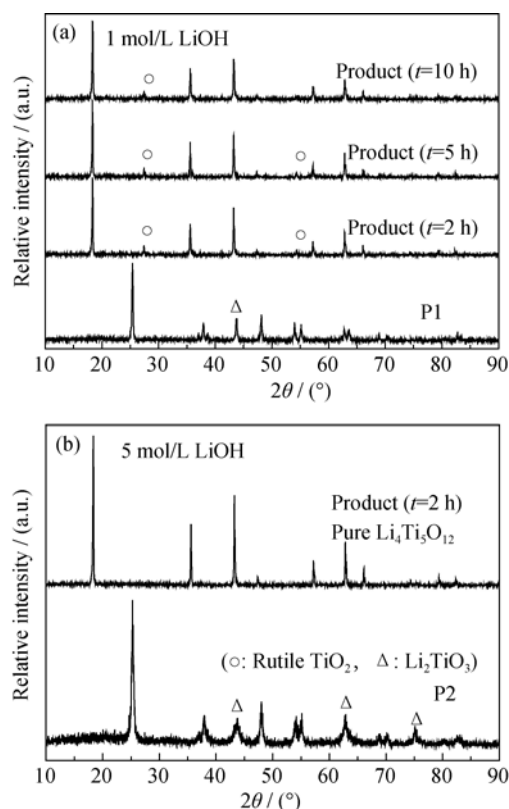 (a) 1 mol/L LiOH
○ Product (t=10 h)
○ ○ Product (t=5 h)
○ ○ Product (t=2 h)
Δ P1
Relative intensity / (a.u.)
10 20 30 40 50 60 70 80 90
2θ / (°)
(b) 5 mol/L LiOH
Product (t=2 h)
Pure Li₄Ti₅O₁₂
(○: Rutile TiO₂, Δ: Li₂TiO₃)
Δ Δ Δ P2
Relative intensity / (a.u.)
10 20 30 40 50 60 70 80 90
2θ / (°)